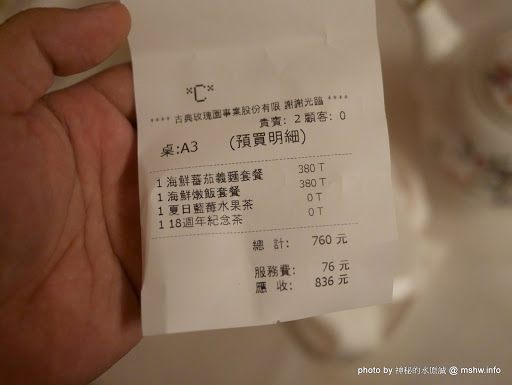 *C*
**** 古典玫瑰園事業股份有限 謝謝光臨 ****
貴賓: 2 顧客: 0
桌:A3 (預買明細)
1 海鮮蕃茄義麵套餐 380 T
1 海鮮燉飯套餐 380 T
1 夏日藍莓水果茶 0 T
1 18週年紀念茶 0 T
總 計: 760 元
服務費: 76 元
應 收: 836 元
photo by 神秘的水原誠 @ mshw.info